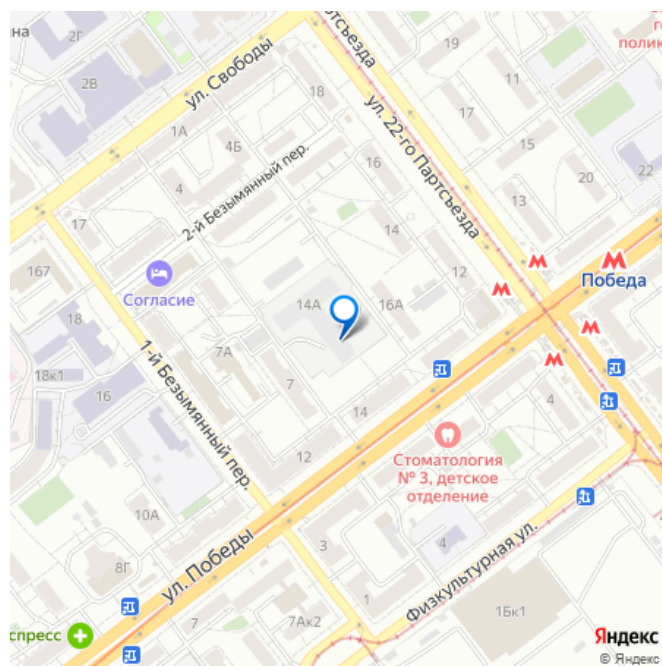 на
2Г
2В
ул. Свободы
Партсъезда
19
11
17
ул. 22-го Партсъезда
18
1А
4Б
4
2-й Безымянный пер.
16
17
13
20
22
14
12
167
Согласие
18
14А
16А
Победа
18к1
16
1-й Безымянный пер.
7А
7
14
12
4
Стоматология
№ 3, детское
отделение
10А
8Г
ул. Победы
3
4
Физкультурная ул.
7
7Ак2
1
1Бк1
спресс
Яндекс
© Яндекс